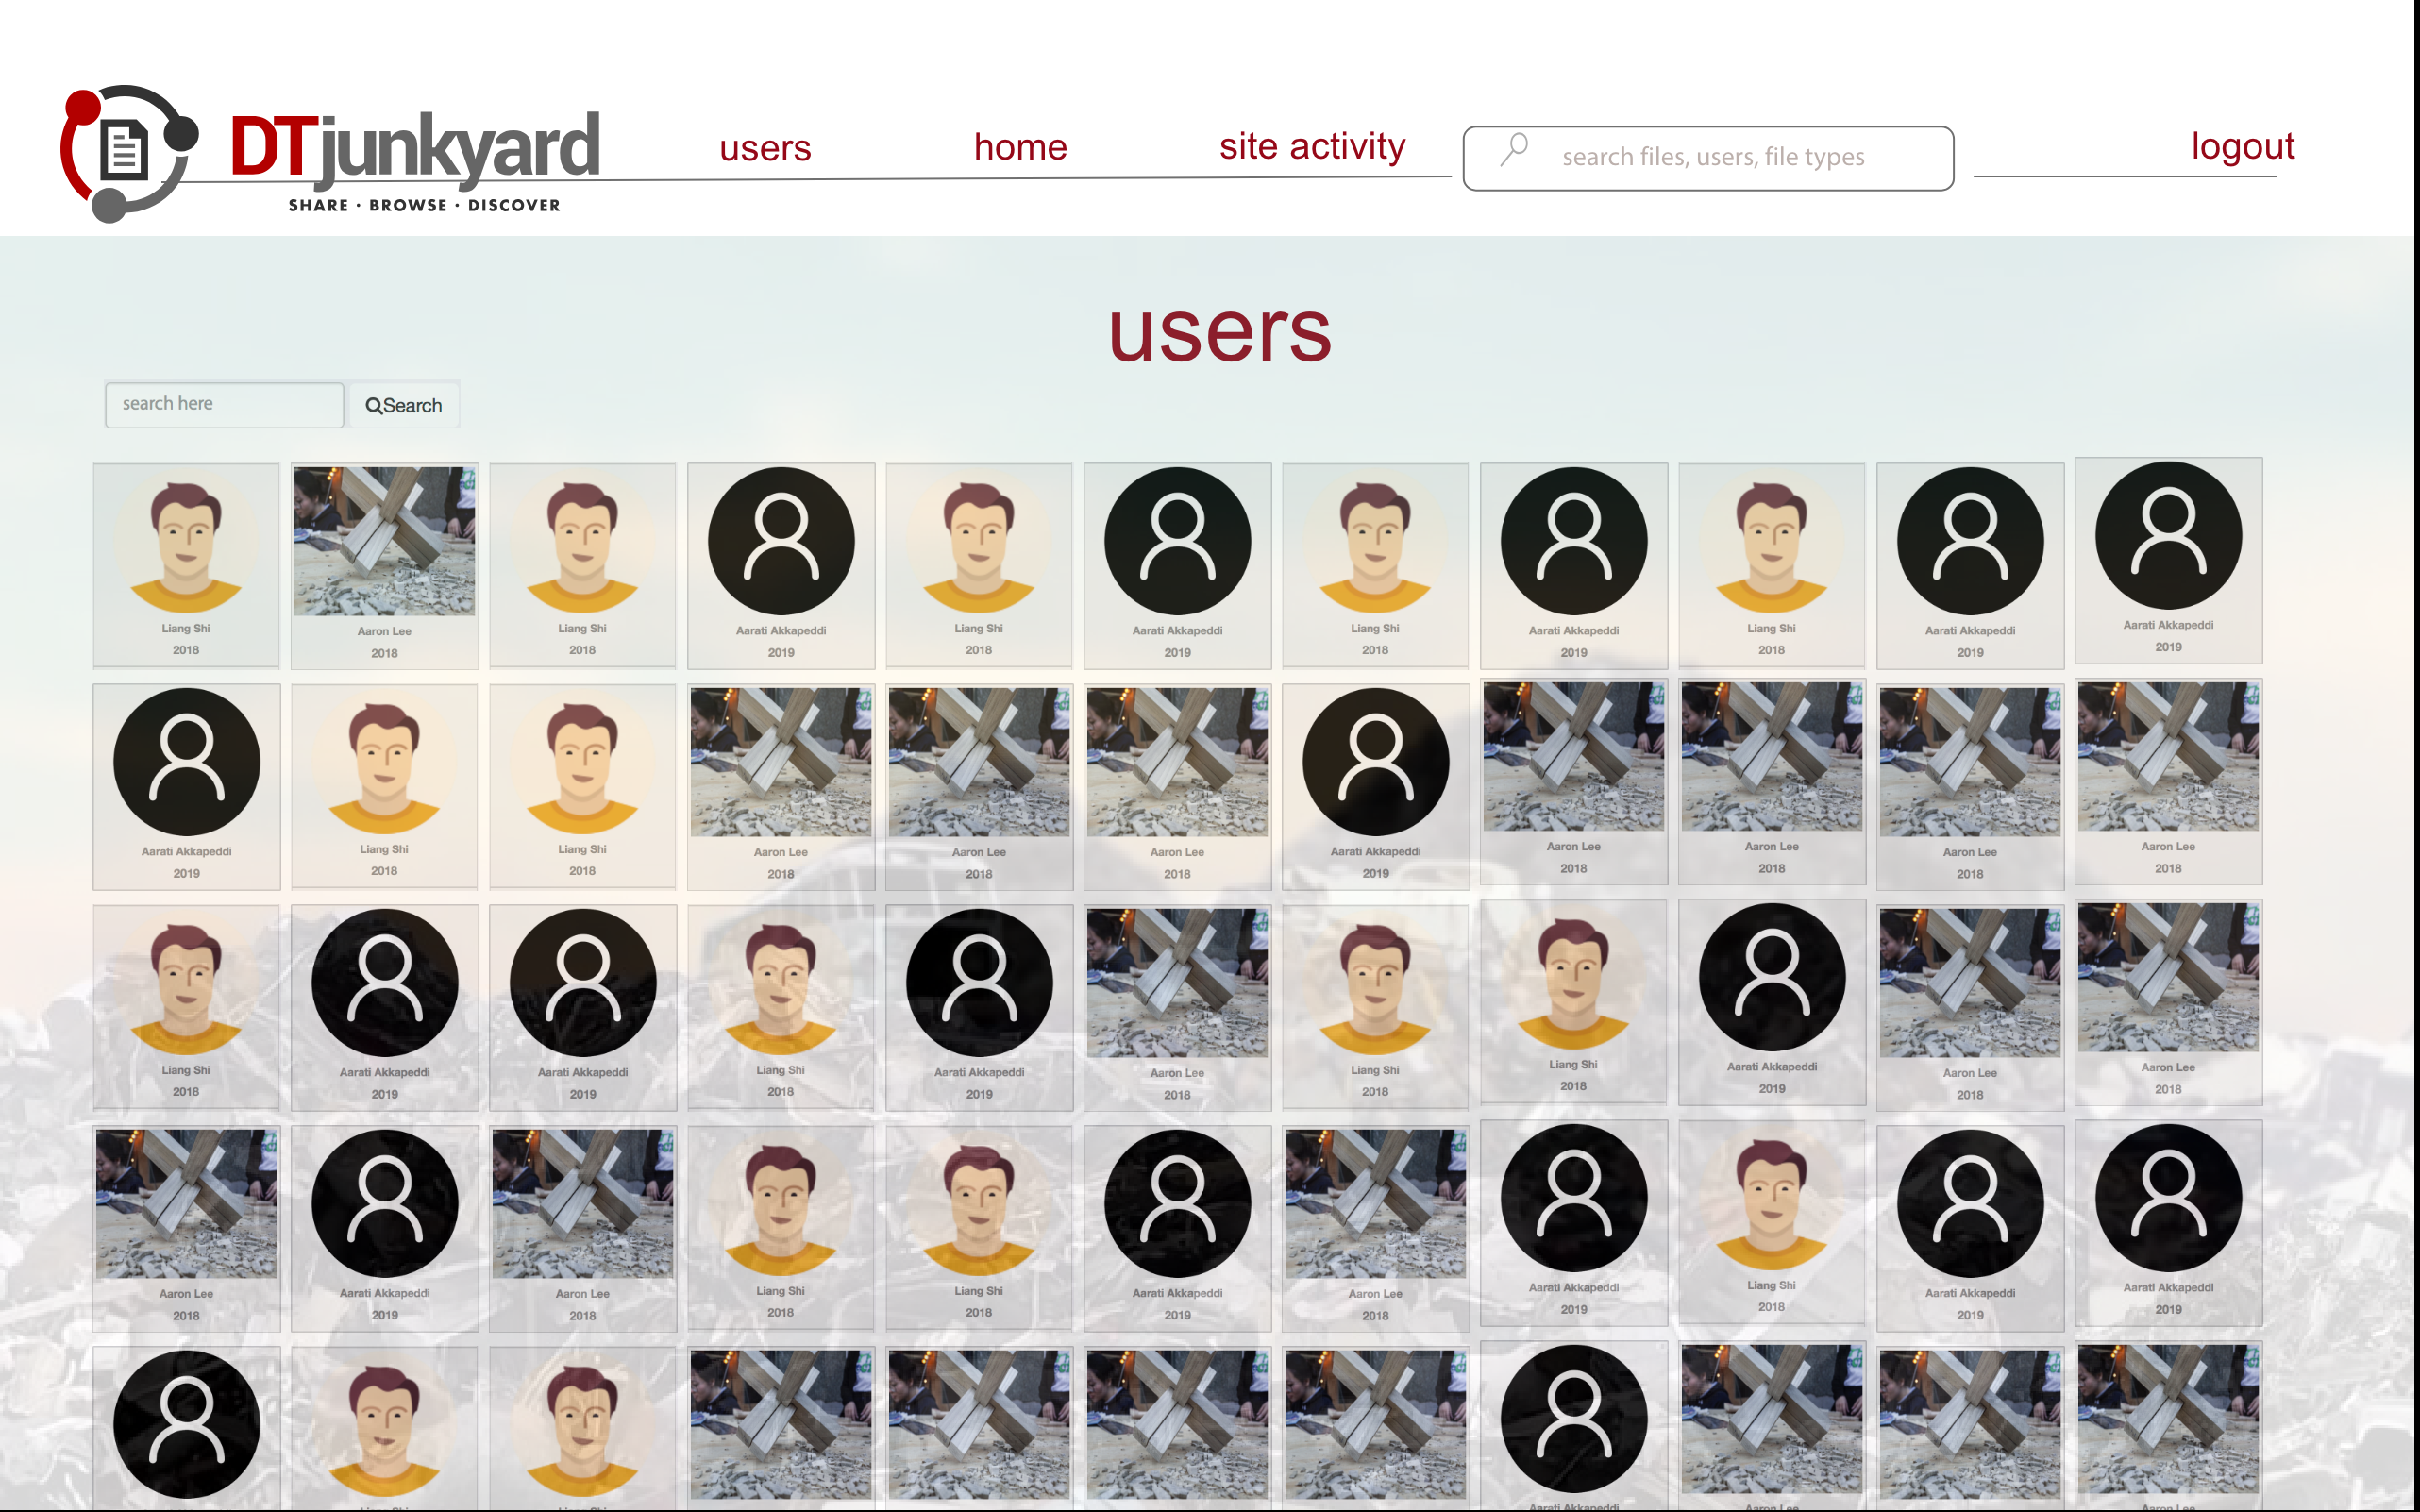 DTjunkyard
SHARE · BROWSE · DISCOVER
users
home
site activity
search files, users, file types
logout
users
search here
Search
Liang Shi
2018
Aaron Lee
2018
Liang Shi
2018
Aarati Akkapeddi
2019
Liang Shi
2018
Aarati Akkapeddi
2019
Liang Shi
2018
Aarati Akkapeddi
2019
Liang Shi
2018
Aarati Akkapeddi
2019
Aarati Akkapeddi
2019
Aarati Akkapeddi
2019
Liang Shi
2018
Liang Shi
2018
Aaron Lee
2018
Aaron Lee
2018
Aaron Lee
2018
Aarati Akkapeddi
2019
Aaron Lee
2018
Aaron Lee
2018
Aaron Lee
2018
Aaron Lee
2018
Liang Shi
2018
Aarati Akkapeddi
2019
Aarati Akkapeddi
2019
Liang Shi
2018
Aarati Akkapeddi
2019
Aaron Lee
2018
Liang Shi
2018
Liang Shi
2018
Aarati Akkapeddi
2019
Aaron Lee
2018
Aaron Lee
2018
Aaron Lee
2018
Aarati Akkapeddi
2019
Aaron Lee
2018
Liang Shi
2018
Liang Shi
2018
Aarati Akkapeddi
2019
Aaron Lee
2018
Aarati Akkapeddi
2019
Liang Shi
2018
Aarati Akkapeddi
2019
Aarati Akkapeddi
2019